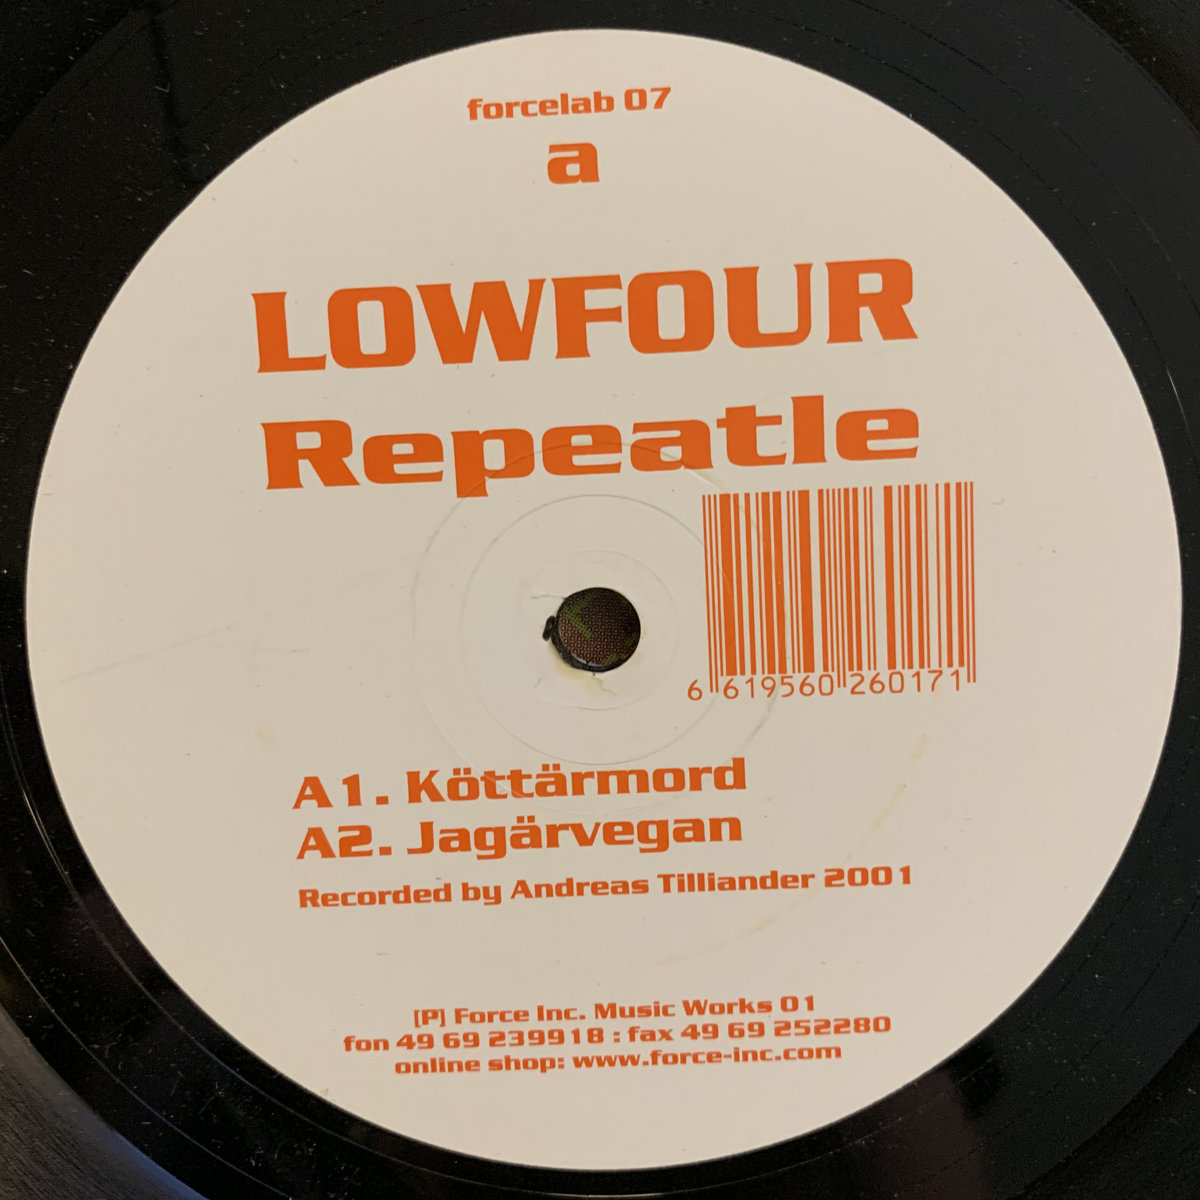 forcelab 07
a
LOWFOUR
Repeatle
6 619560 260171
A1. Köttärmord
A2. Jagärvegan
Recorded by Andreas Tilliander 2001
[P] Force Inc. Music Works 01
fon 49 69 239918 : fax 49 69 252280
online shop: www.force-inc.com